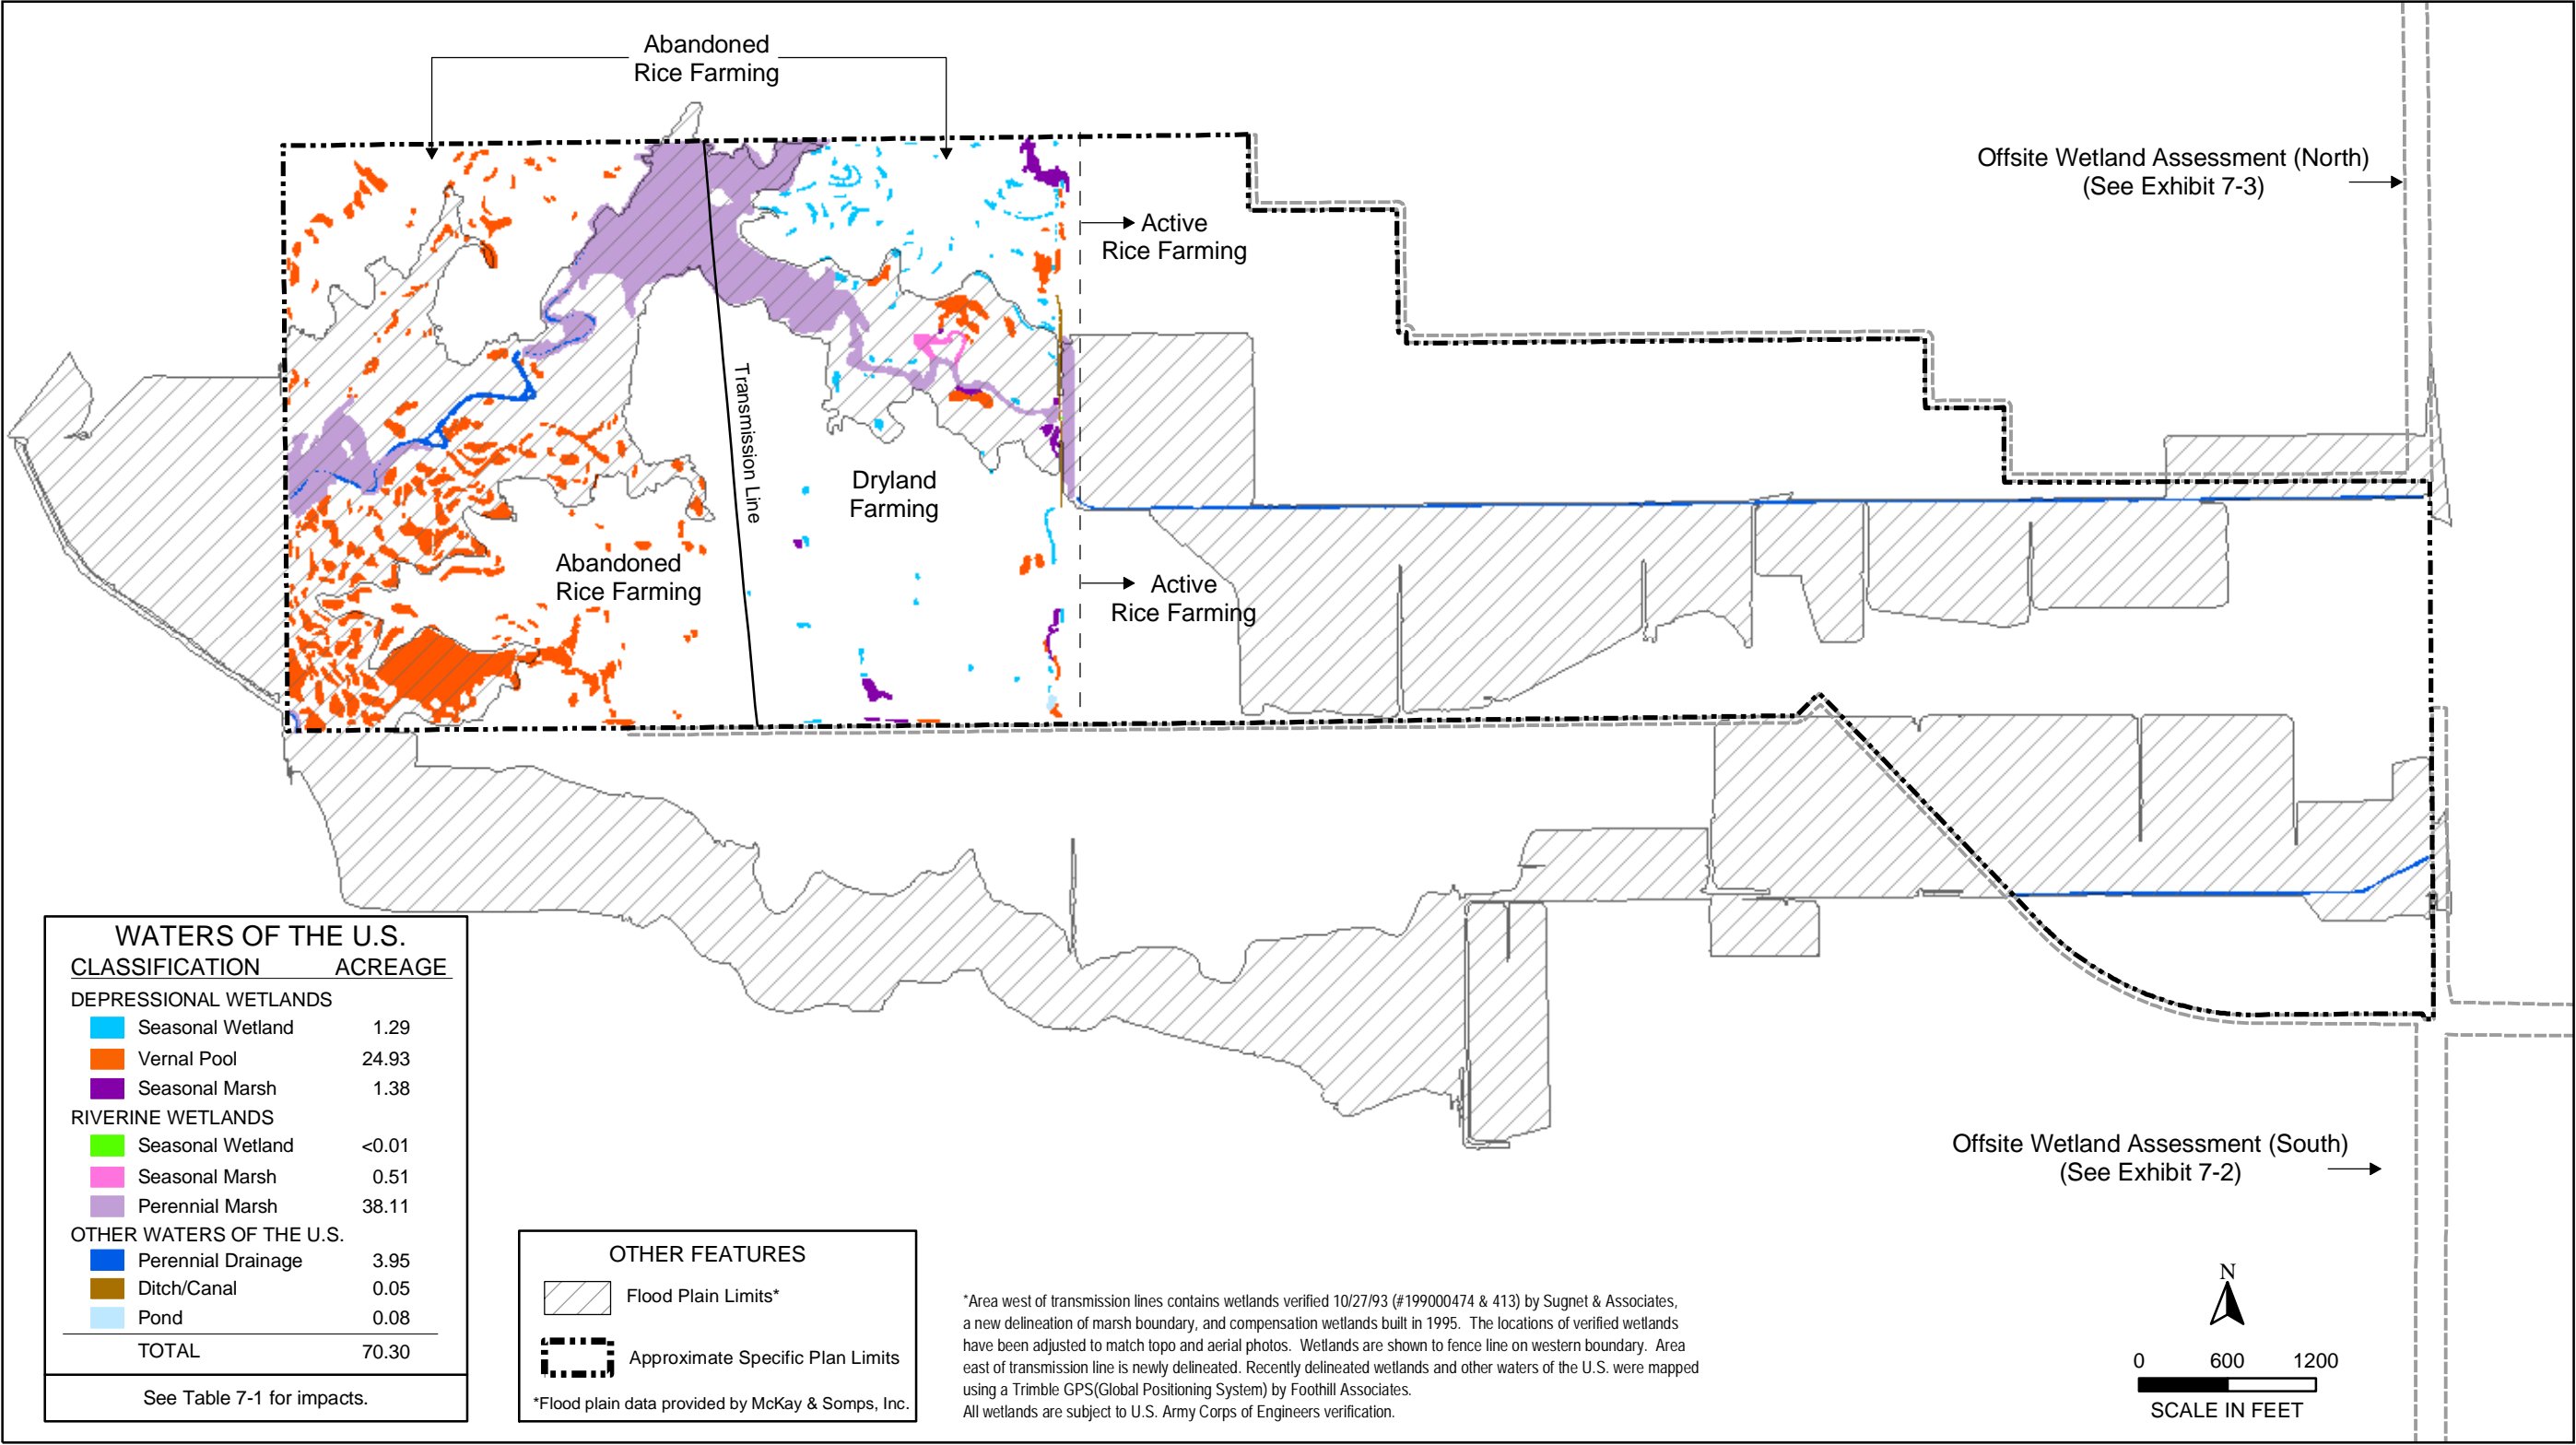 Abandoned
Rice Farming
Offsite Wetland Assessment (North)
(See Exhibit 7-3)
Active
Rice Farming
Transmission Line
Dryland
Farming
Abandoned
Rice Farming
Active
Rice Farming
WATERS OF THE U.S.
CLASSIFICATION ACREAGE
DEPRESSIONAL WETLANDS
Seasonal Wetland 1.29
Vernal Pool 24.93
Seasonal Marsh 1.38
RIVERINE WETLANDS
Seasonal Wetland <0.01
Seasonal Marsh 0.51
Perennial Marsh 38.11
OTHER WATERS OF THE U.S.
Perennial Drainage 3.95
Ditch/Canal 0.05
Pond 0.08
TOTAL 70.30
See Table 7-1 for impacts.
OTHER FEATURES
Flood Plain Limits*
Approximate Specific Plan Limits
*Flood plain data provided by McKay & Somps, Inc.
*Area west of transmission lines contains wetlands verified 10/27/93 (#199000474 & 413) by Sugnet & Associates,
a new delineation of marsh boundary, and compensation wetlands built in 1995. The locations of verified wetlands
have been adjusted to match topo and aerial photos. Wetlands are shown to fence line on western boundary. Area
east of transmission line is newly delineated. Recently delineated wetlands and other waters of the U.S. were mapped
using a Trimble GPS(Global Positioning System) by Foothill Associates.
All wetlands are subject to U.S. Army Corps of Engineers verification.
Offsite Wetland Assessment (South)
(See Exhibit 7-2)
N
0 600 1200
SCALE IN FEET